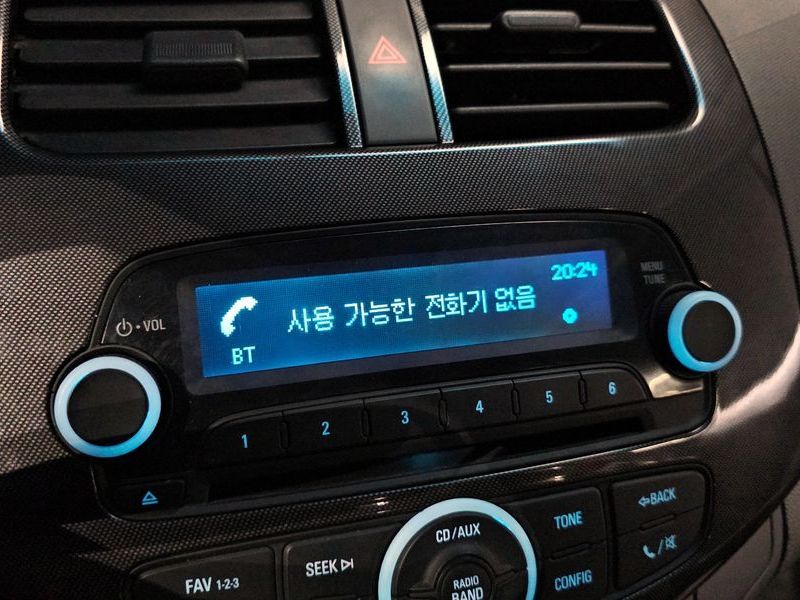 20:24
MENU
TUNE
사용 가능한 전화기 없음
BT
VOL
1 2 3 4 5 6
BACK
TONE
CD/AUX
SEEK
CONFIG
RADIO
BAND
FAV 1-2-3